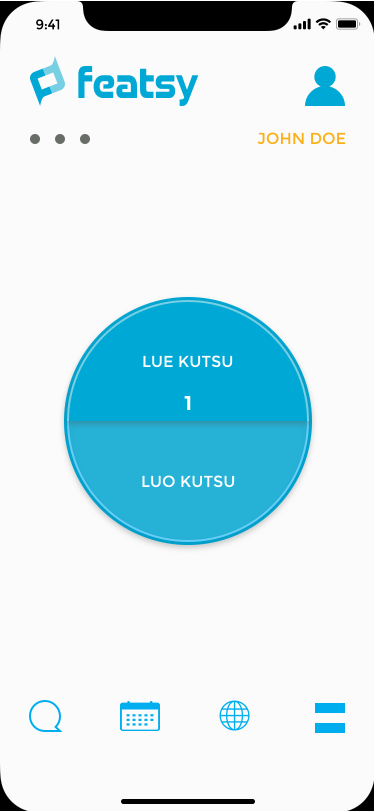 9:41
featsy
JOHN DOE
LUE KUTSU
1
LUO KUTSU